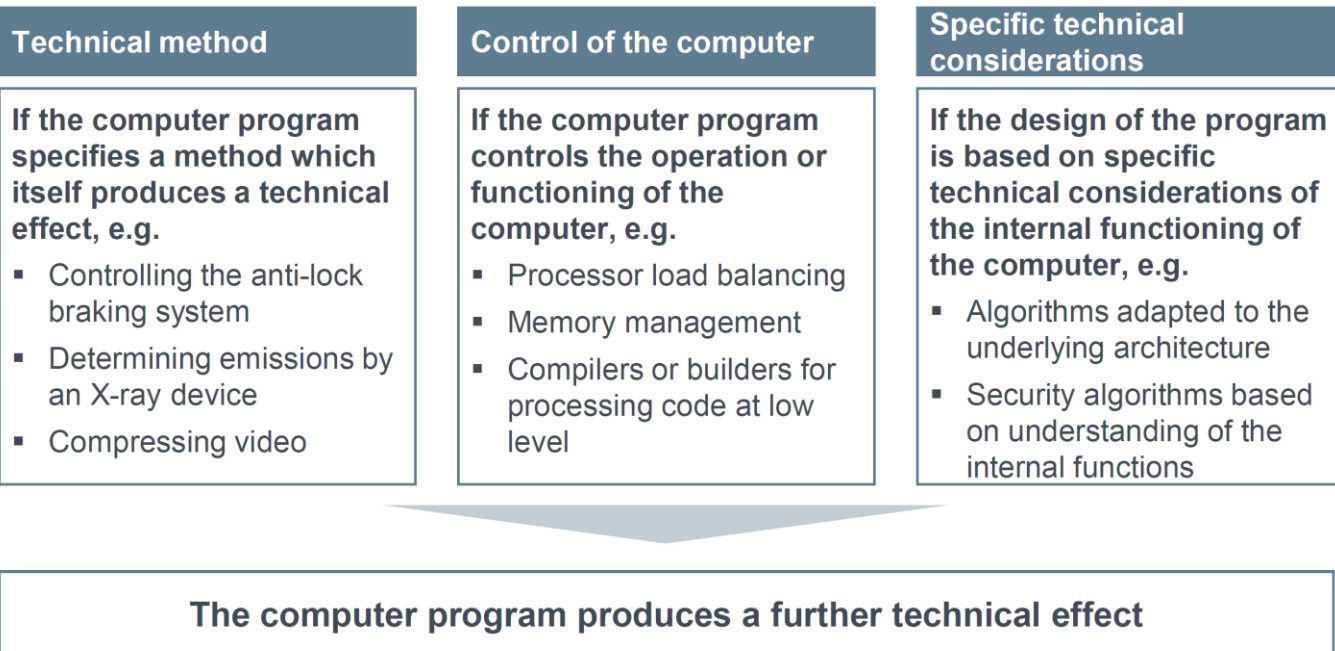 Technical method
If the computer program
specifies a method which
itself produces a technical
effect, e.g.
▪ Controlling the anti-lock
braking system
▪ Determining emissions by
an X-ray device
▪ Compressing video
Control of the computer
If the computer program
controls the operation or
functioning of the
computer, e.g.
▪ Processor load balancing
▪ Memory management
▪ Compilers or builders for
processing code at low
level
Specific technical
considerations
If the design of the program
is based on specific
technical considerations of
the internal functioning of
the computer, e.g.
▪ Algorithms adapted to the
underlying architecture
▪ Security algorithms based
on understanding of the
internal functions
The computer program produces a further technical effect